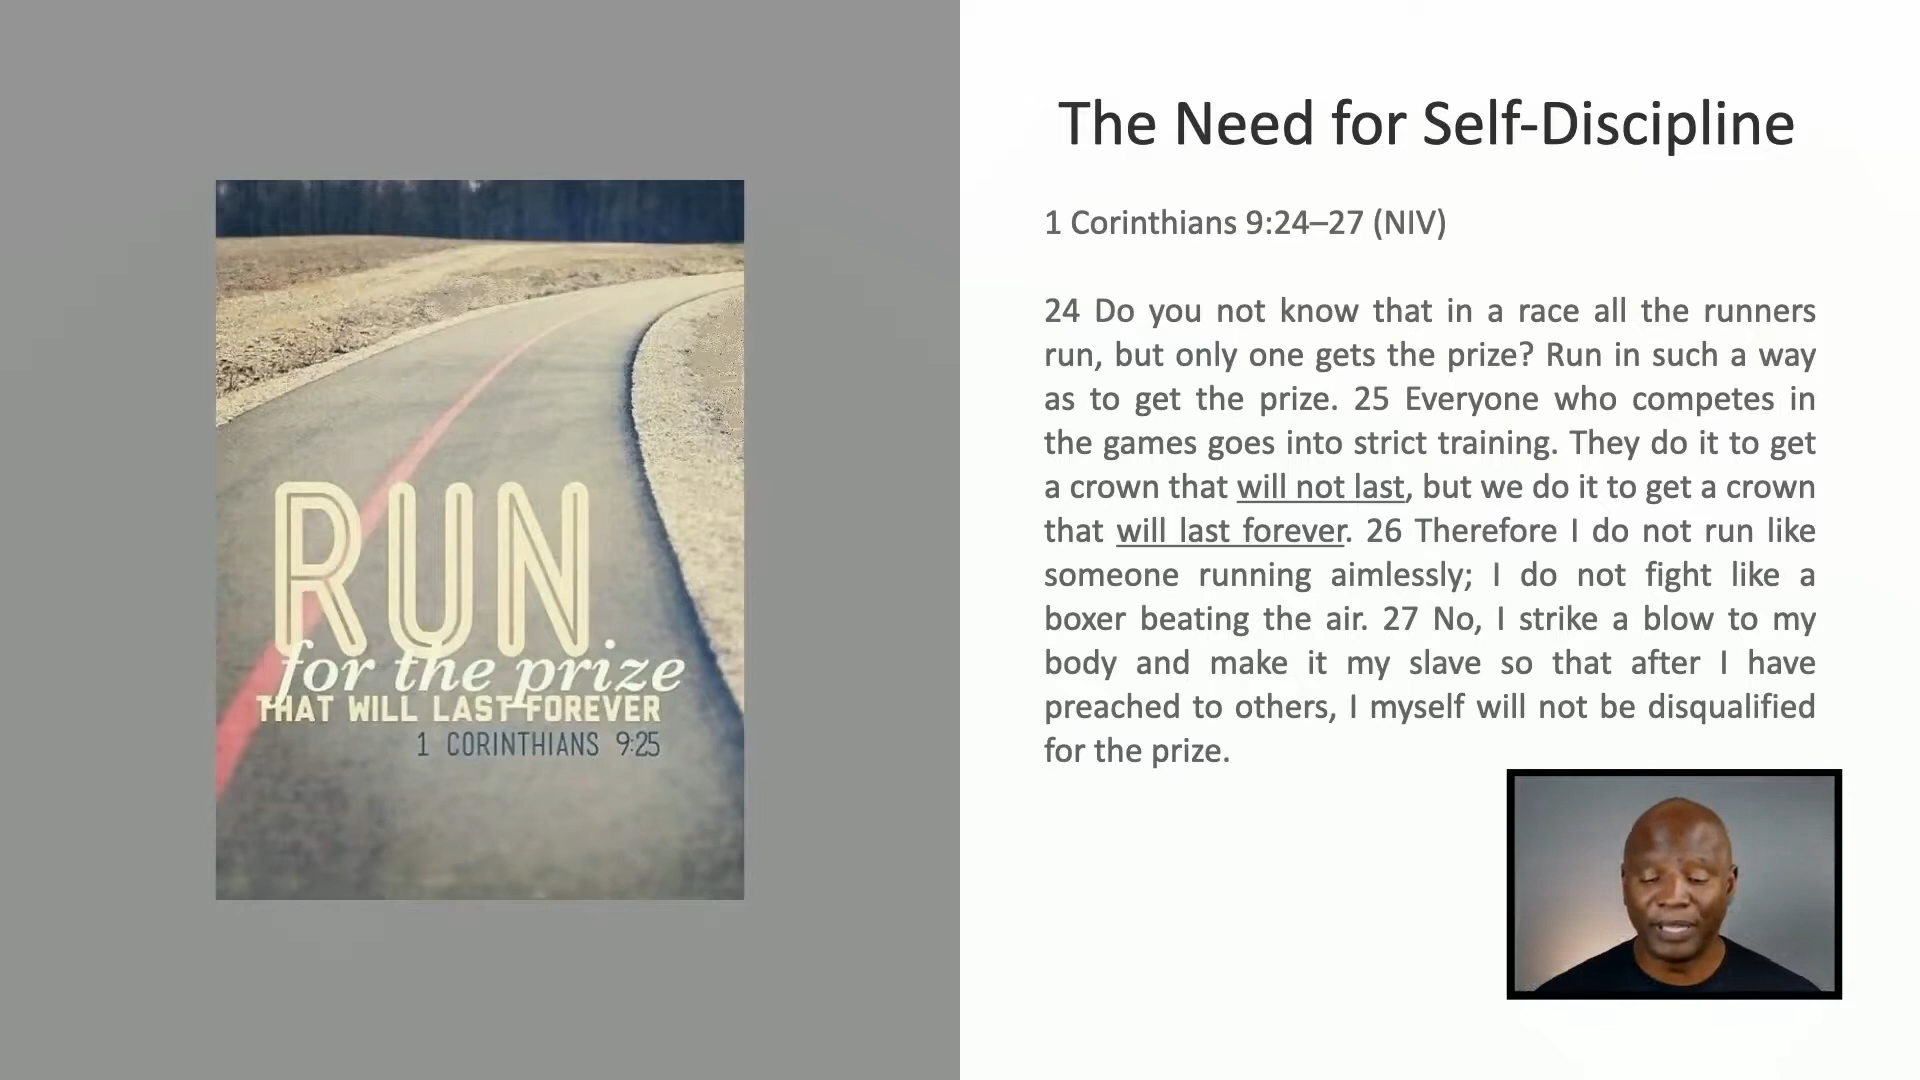 RUN
for the prize
THAT WILL LAST FOREVER
1 CORINTHIANS 9:25
The Need for Self-Discipline
1 Corinthians 9:24–27 (NIV)
24 Do you not know that in a race all the runners
run, but only one gets the prize? Run in such a way
as to get the prize. 25 Everyone who competes in
the games goes into strict training. They do it to get
a crown that will not last, but we do it to get a crown
that will last forever. 26 Therefore I do not run like
someone running aimlessly; I do not fight like a
boxer beating the air. 27 No, I strike a blow to my
body and make it my slave so that after I have
preached to others, I myself will not be disqualified
for the prize.